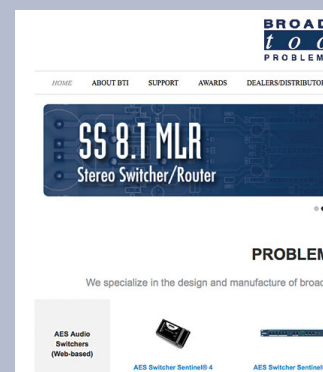 BROAD
PROBLEM
HOME ABOUT BTI SUPPORT AWARDS DEALERS/DISTRIBUTOR
SS 8.1 MLR
Stereo Switcher/Router
PROBLEM
We specialize in the design and manufacture of broad
AES Audio
Switchers
(Web-based)
AES Switcher Sentinel® 4 AES Switcher Sentinel